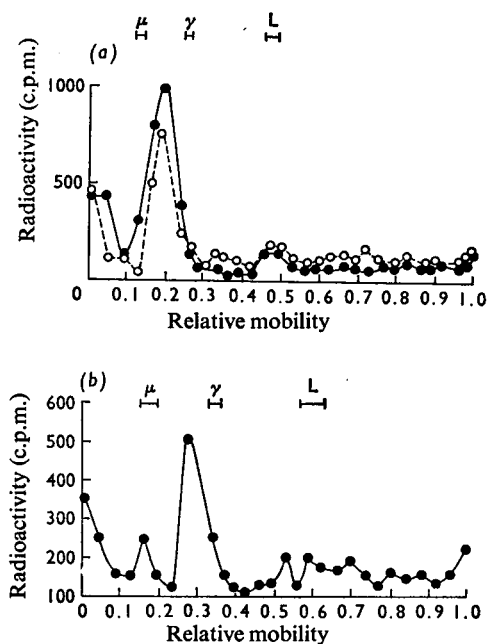 μ γ L
(a)
1000
500
0
Radioactivity (c.p.m.)
0.1 0.2 0.3 0.4 0.5 0.6 0.7 0.8 0.9 1.0
Relative mobility
(b)
μ γ L
600
500
400
300
200
100
Radioactivity (c.p.m.)
0 0.1 0.2 0.3 0.4 0.5 0.6 0.7 0.8 0.9 1.0
Relative mobility